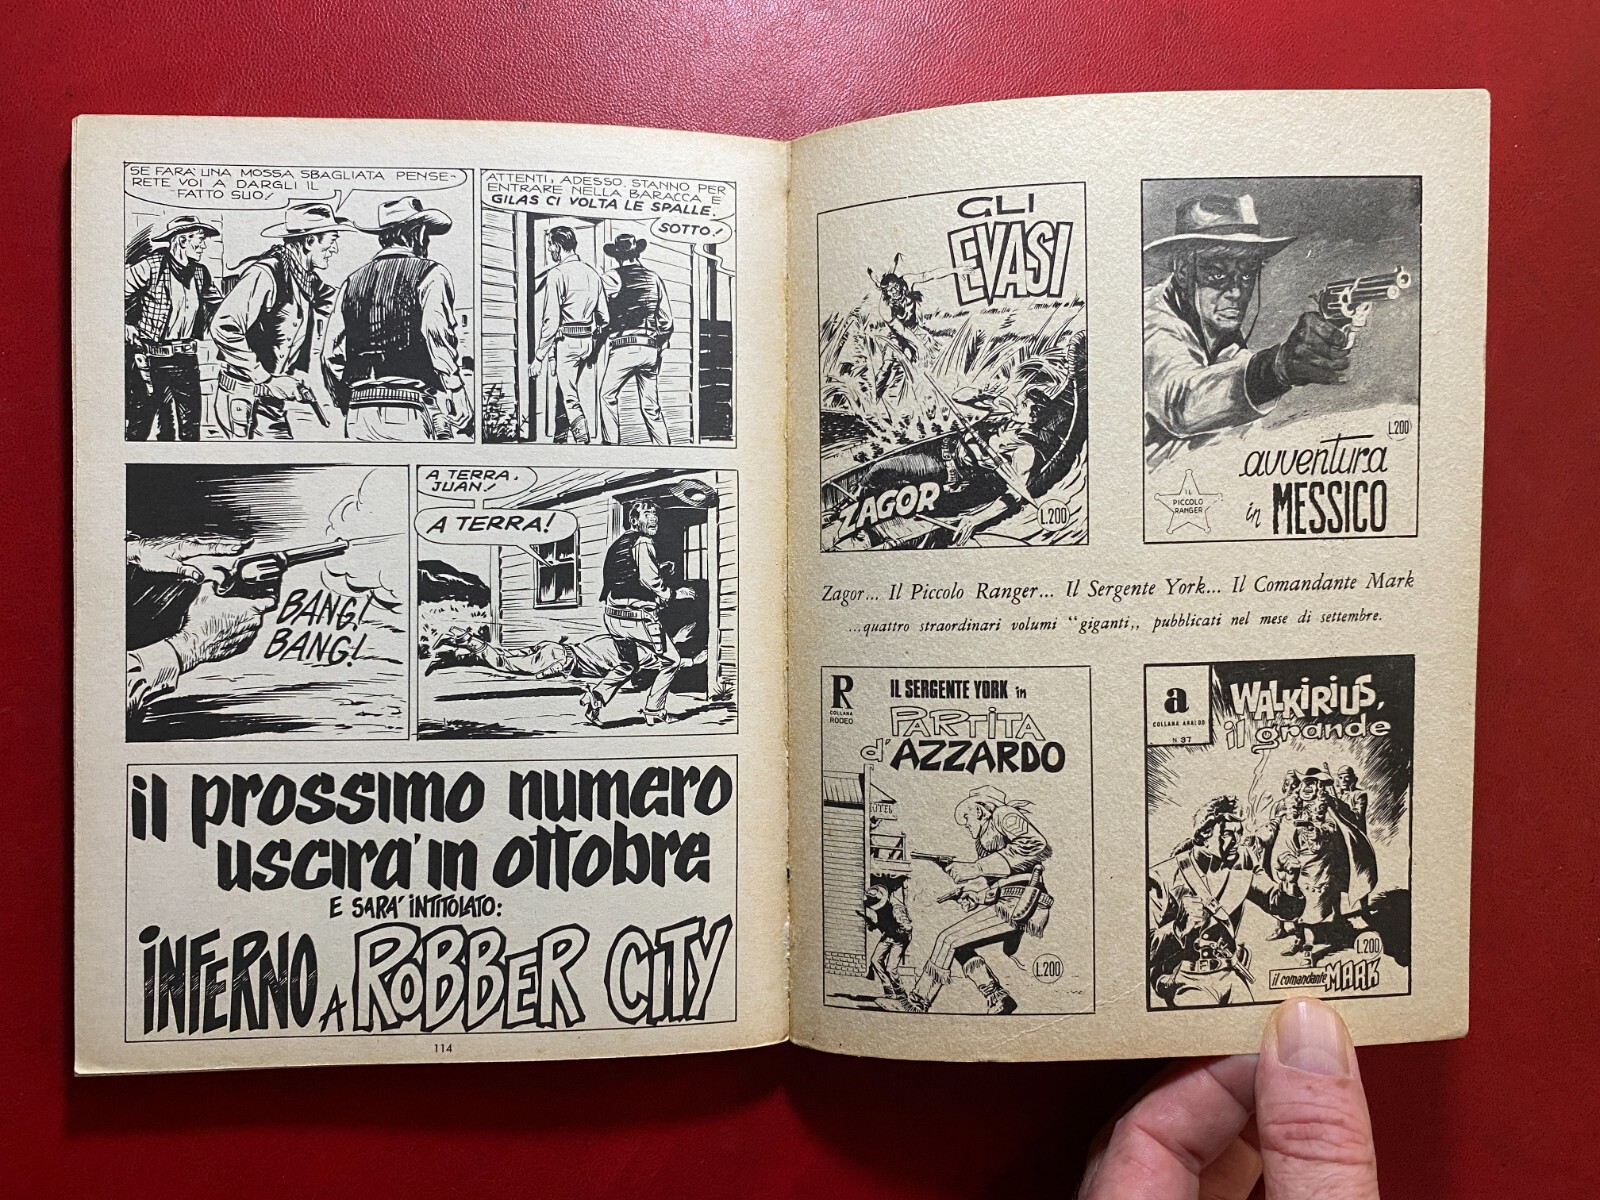 SE FARÀ UNA MOSSA SBAGLIATA PENSE-
RETE VOI A DARGLI IL
FATTO SUO!
ATTENTI, ADESSO. STANNO PER
ENTRARE NELLA BARACCA E
GILAS CI VOLTA LE SPALLE.
SOTTO!
BANG!
BANG!
A TERRA,
JUAN!
A TERRA!
il prossimo numero
uscirà in ottobre
E SARA' INTITOLATO:
INFERNO A ROBBER CITY
114
GLI
EVASI
ZAGOR
L.200
L.200
avventura
in MESSICO
IL
PICCOLO
RANGER
Zagor... Il Piccolo Ranger... Il Sergente York... Il Comandante Mark
...quattro straordinari volumi "giganti,, pubblicati nel mese di settembre.
R
COLLANA
RODEO
IL SERGENTE YORK in
PARTITA
d'AZZARDO
HOTEL
L.200
a
COLLANA ARALDO
N. 37
WALKIRIUS,
il grande
L.200
il comandante MARK